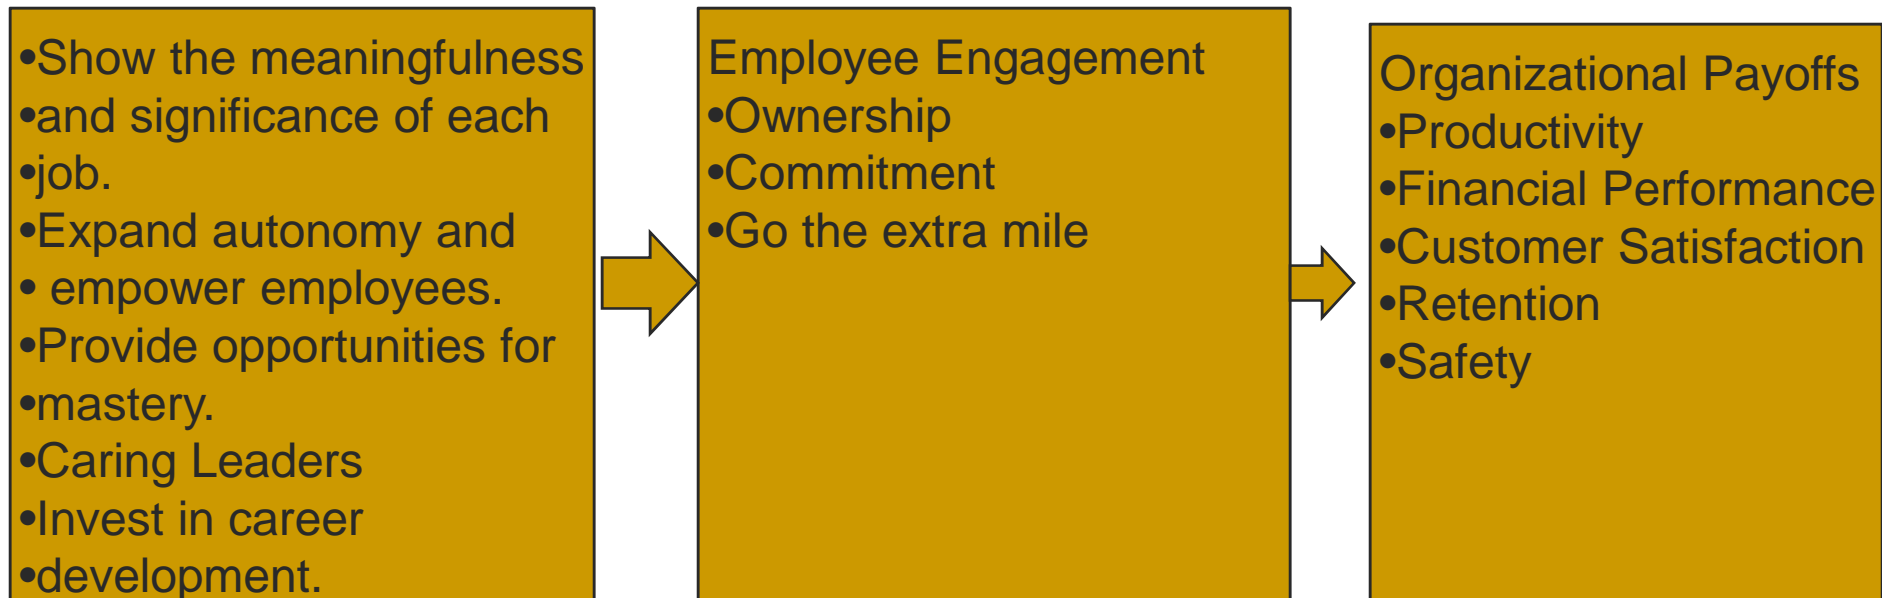 •Show the meaningfulness
•and significance of each
•job.
•Expand autonomy and
• empower employees.
•Provide opportunities for
•mastery.
•Caring Leaders
•Invest in career
•development.
Employee Engagement
•Ownership
•Commitment
•Go the extra mile
Organizational Payoffs
•Productivity
•Financial Performance
•Customer Satisfaction
•Retention
•Safety